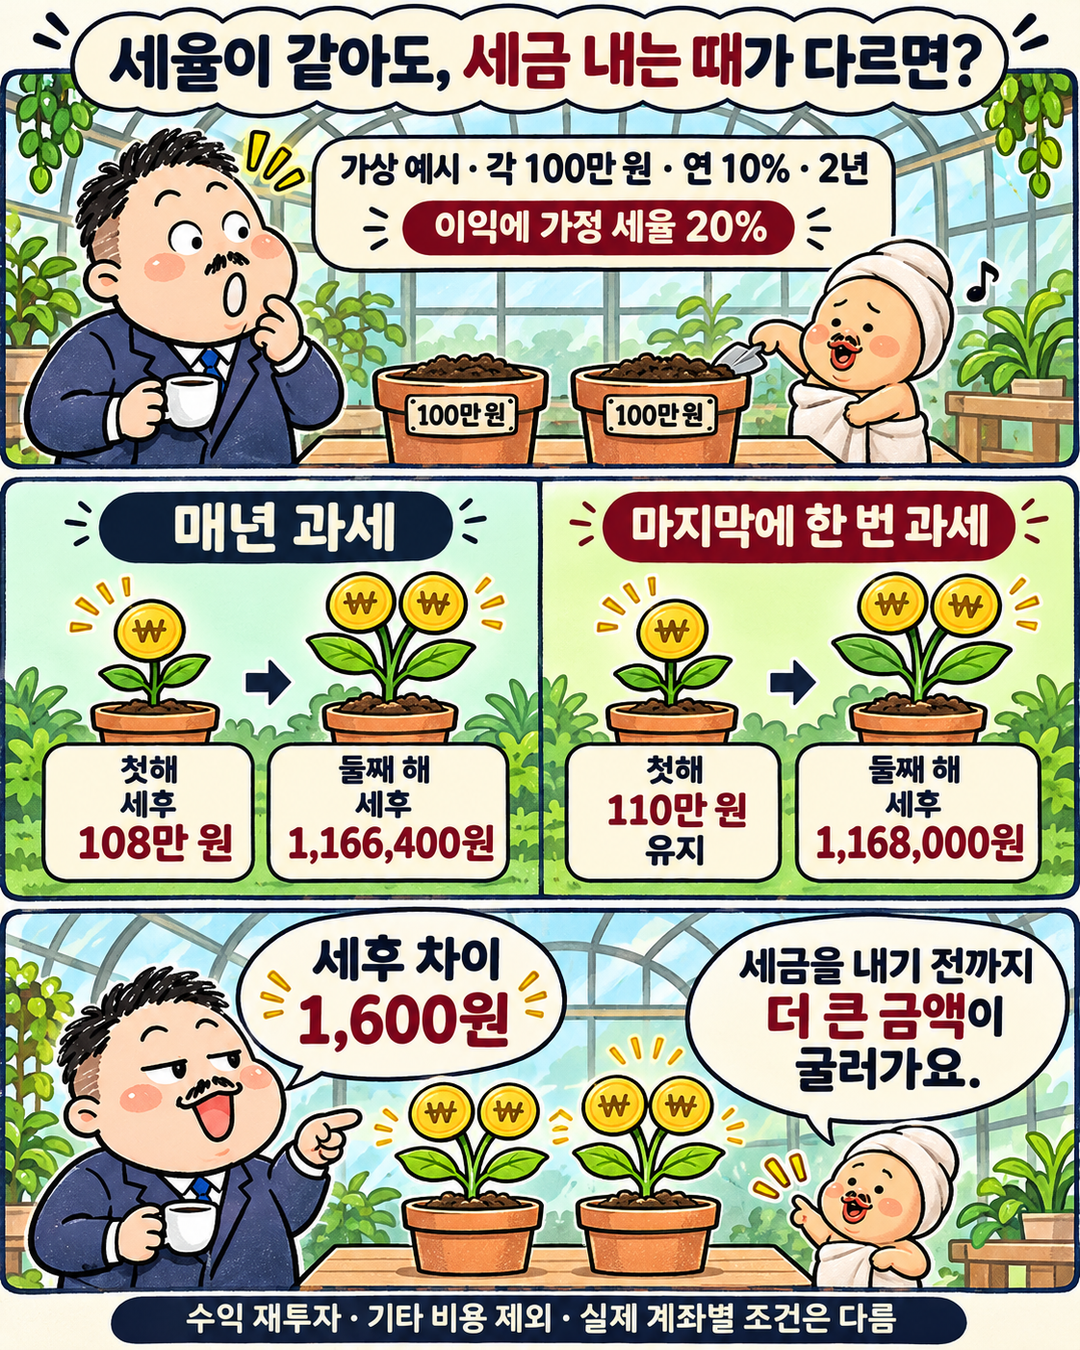 세율이 같아도, 세금 내는 때가 다르면?
가상 예시 · 각 100만 원 · 연 10% · 2년
이익에 가정 세율 20%
100만 원
100만 원
매년 과세
첫해
세후
108만 원
둘째 해
세후
1,166,400원
마지막에 한 번 과세
첫해
110만 원
유지
둘째 해
세후
1,168,000원
세후 차이
1,600원
세금을 내기 전까지
더 큰 금액이
굴러가요.
수익 재투자 · 기타 비용 제외 · 실제 계좌별 조건은 다름